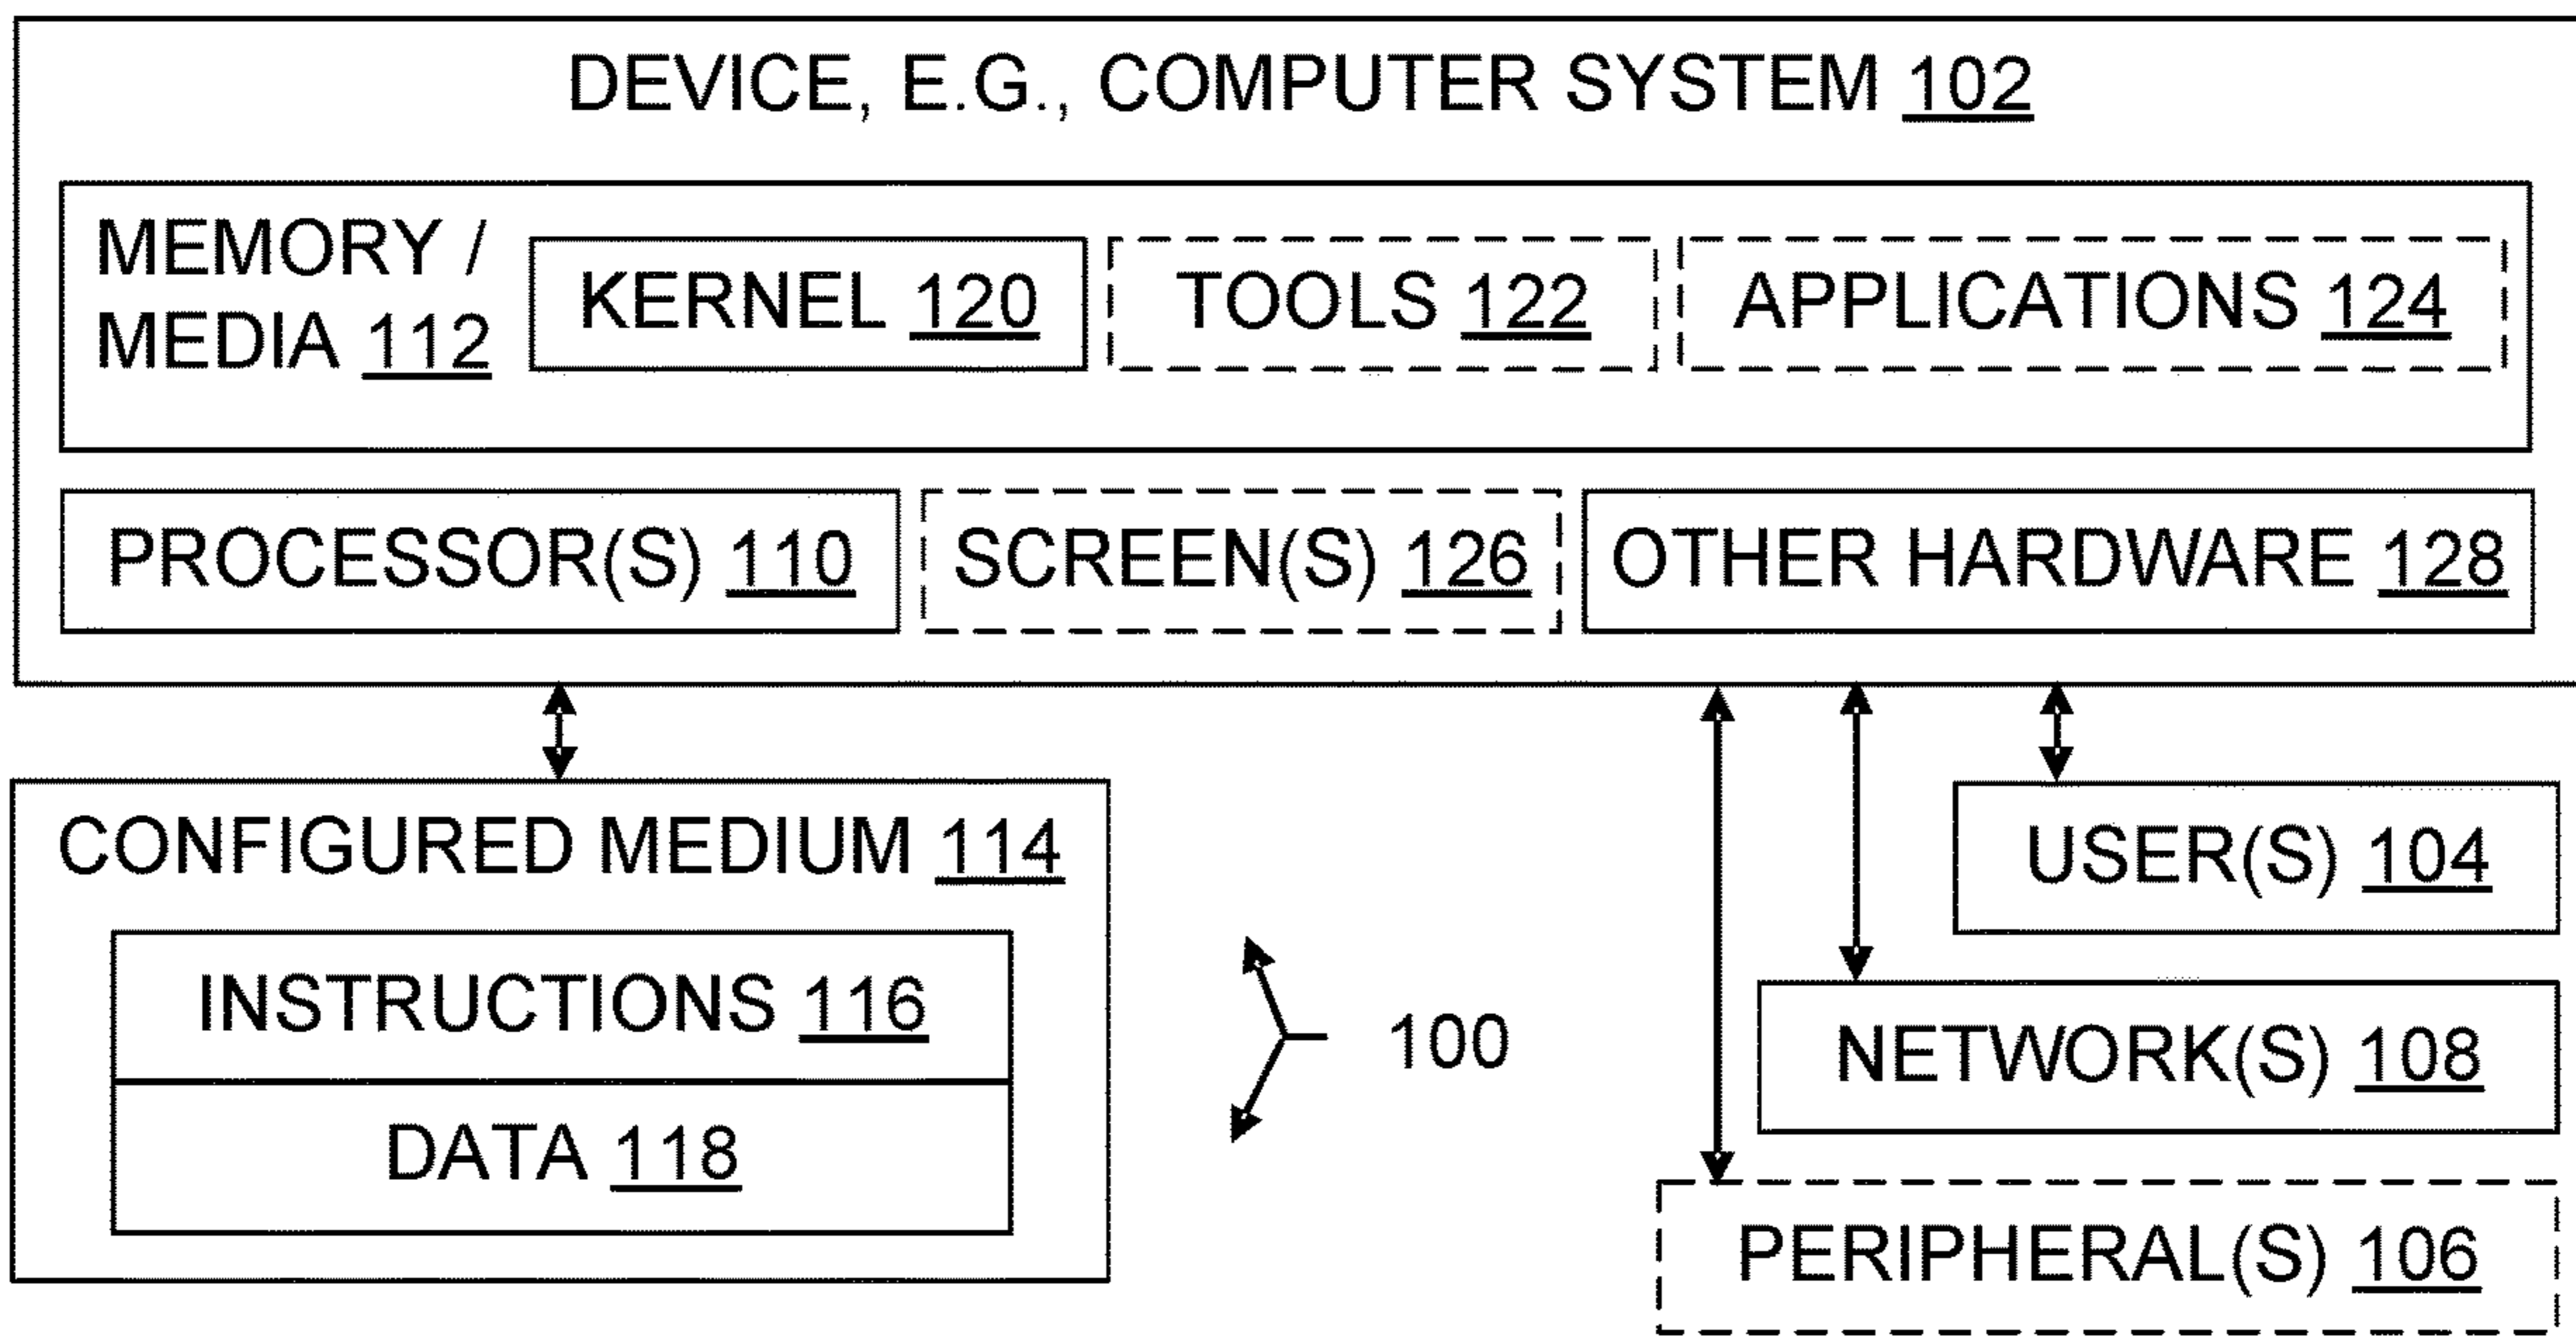 DEVICE, E.G., COMPUTER SYSTEM 102
MEMORY /
MEDIA 112
KERNEL 120
TOOLS 122
APPLICATIONS 124
PROCESSOR(S) 110
SCREEN(S) 126
OTHER HARDWARE 128
CONFIGURED MEDIUM 114
INSTRUCTIONS 116
DATA 118
100
USER(S) 104
NETWORK(S) 108
PERIPHERAL(S) 106